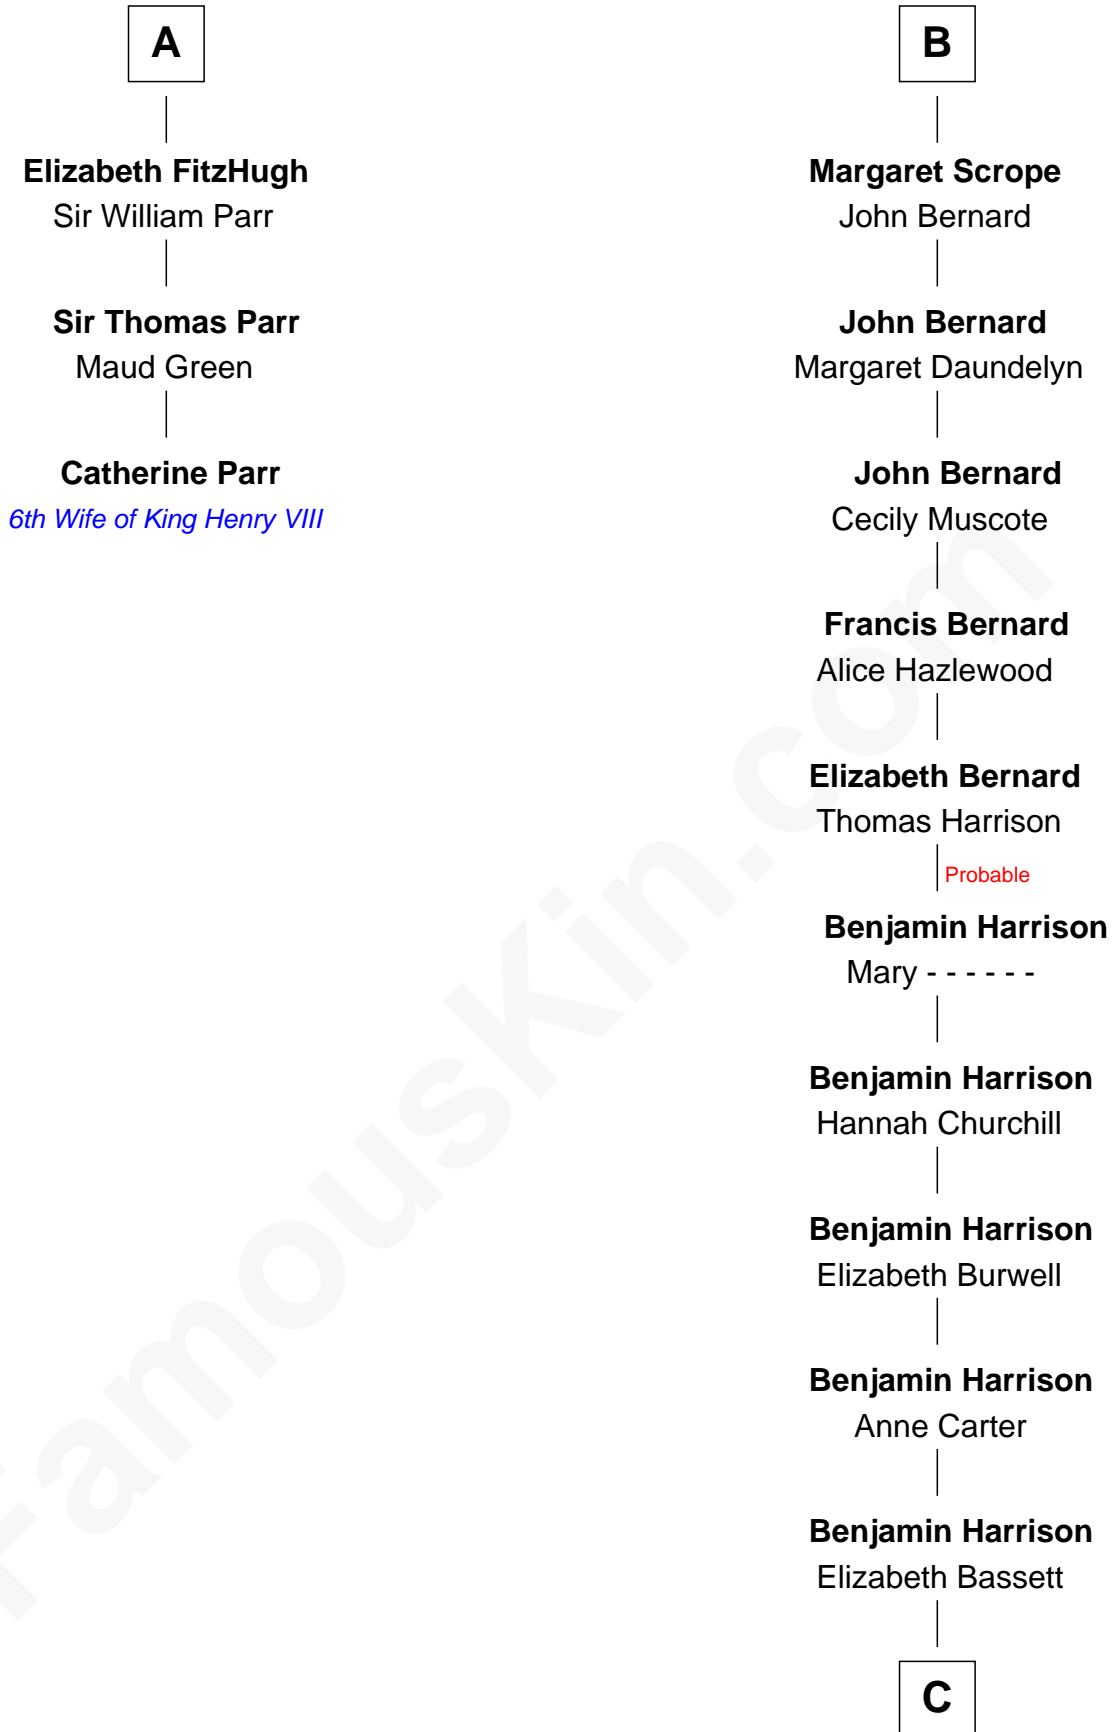 A
Elizabeth FitzHugh
Sir William Parr
Sir Thomas Parr
Maud Green
Catherine Parr
6th Wife of King Henry VIII
B
Margaret Scrope
John Bernard
John Bernard
Margaret Daundelyn
John Bernard
Cecily Muscote
Francis Bernard
Alice Hazlewood
Elizabeth Bernard
Thomas Harrison
Probable
Benjamin Harrison
Mary - - - - - -
Benjamin Harrison
Hannah Churchill
Benjamin Harrison
Elizabeth Burwell
Benjamin Harrison
Anne Carter
Benjamin Harrison
Elizabeth Bassett
C
FamousKin.com